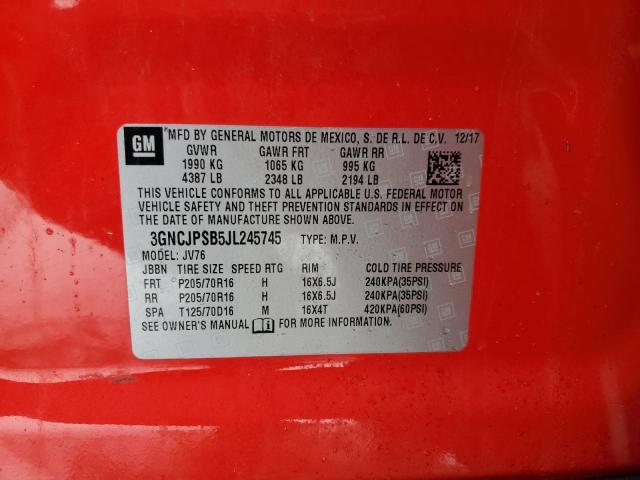 GM MFD BY GENERAL MOTORS DE MEXICO, S. DE R.L. DE C.V. 12/17
GVWR GAWR FRT GAWR RR
1990 KG 1065 KG 995 KG
4387 LB 2348 LB 2194 LB
THIS VEHICLE CONFORMS TO ALL APPLICABLE U.S. FEDERAL MOTOR
VEHICLE SAFETY AND THEFT PREVENTION STANDARDS IN EFFECT ON THE
DATE OF MANUFACTURE SHOWN ABOVE.
3GNCJPSB5JL245745 TYPE: M.P.V.
MODEL: JV76
JBBN TIRE SIZE SPEED RTG RIM COLD TIRE PRESSURE
FRT P205/70R16 H 16X6.5J 240KPA(35PSI)
RR P205/70R16 H 16X6.5J 240KPA(35PSI)
SPA T125/70D16 M 16X4T 420KPA(60PSI)
SEE OWNER'S MANUAL FOR MORE INFORMATION.